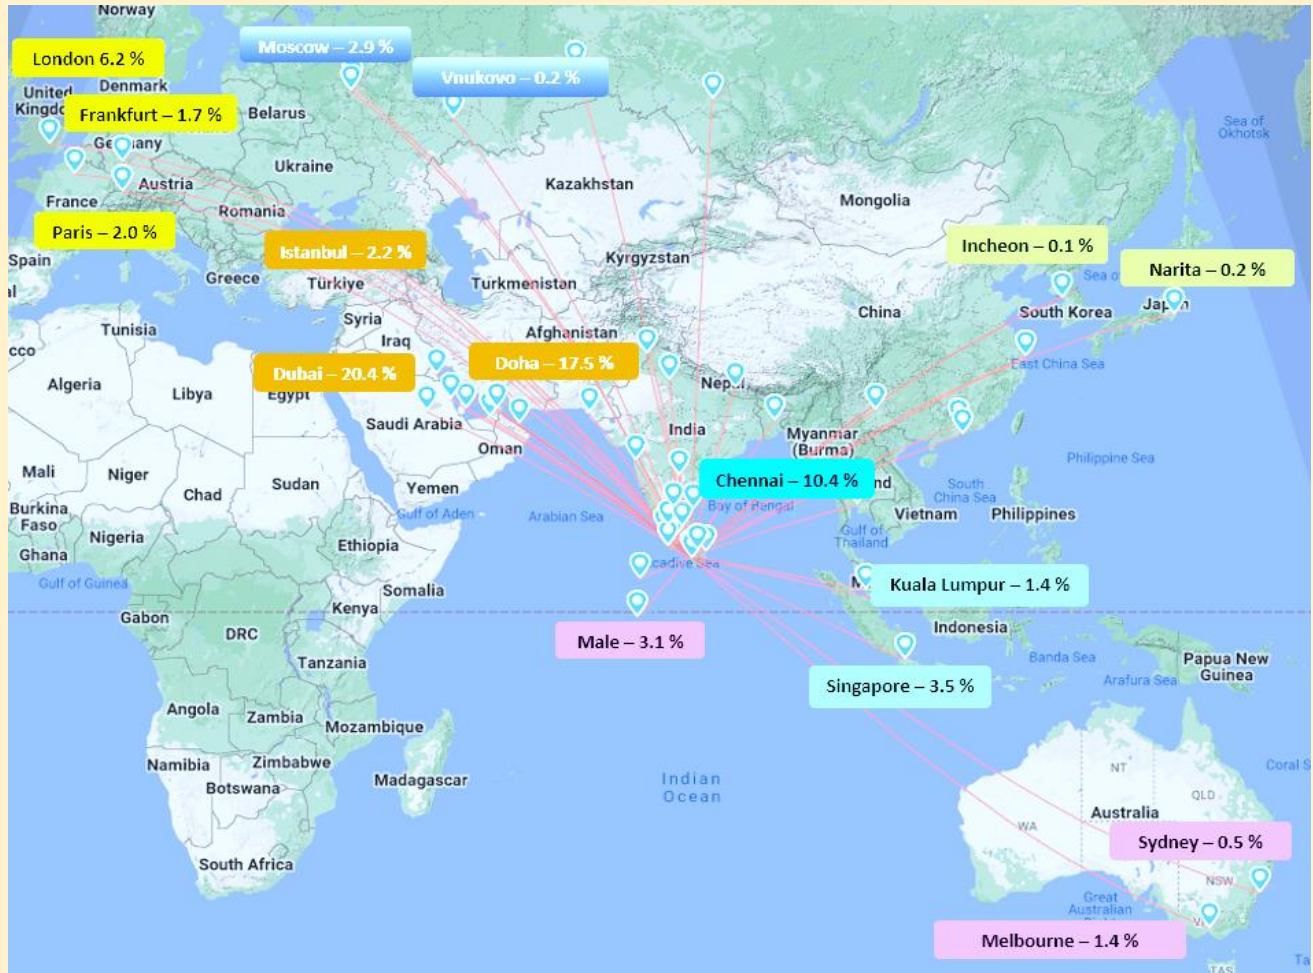 Norway
London 6.2 %
Moscow – 2.9 %
Vnukovo – 0.2 %
United
Denmark
Frankfurt – 1.7 %
Belarus
Germany
Sea of
Okhotsk
Ukraine
Austria
Kazakhstan
France
Romania
Mongolia
Paris – 2.0 %
Istanbul – 2.2 %
Incheon – 0.1 %
Spain
Kyrgyzstan
Narita – 0.2 %
Greece
Türkiye
Turkmenistan
Sea of
al
China
South Korea
Japan
Syria
Tunisia
Afghanistan
Iraq
cco
Doha – 17.5 %
East China Sea
Dubai – 20.4 %
Algeria
Libya
Egypt
Nepal
Saudi Arabia
India
Myanmar
(Burma)
Oman
Philippine Sea
Mali
Niger
Chad
Sudan
Yemen
Chennai – 10.4 %
nd
South
China Sea
Burkina
Faso
Gulf of Aden
Arabian Sea
Bay of Bengal
Vietnam
Philippines
Nigeria
Ghana
Ethiopia
Gulf of
Thailand
Gulf of Guinea
Somalia
cadive Sea
M
Kuala Lumpur – 1.4 %
Gabon
Kenya
DRC
Male – 3.1 %
Indonesia
Tanzania
Banda Sea
Papua New
Guinea
Singapore – 3.5 %
Arafura Sea
Angola
Zambia
Mozambique
Namibia
Zimbabwe
Botswana
Madagascar
Indian
Ocean
NT
Coral S
QLD
Australia
WA
South Africa
Sydney – 0.5 %
NSW
Great
Australian
Melbourne – 1.4 %
Ta
TAS